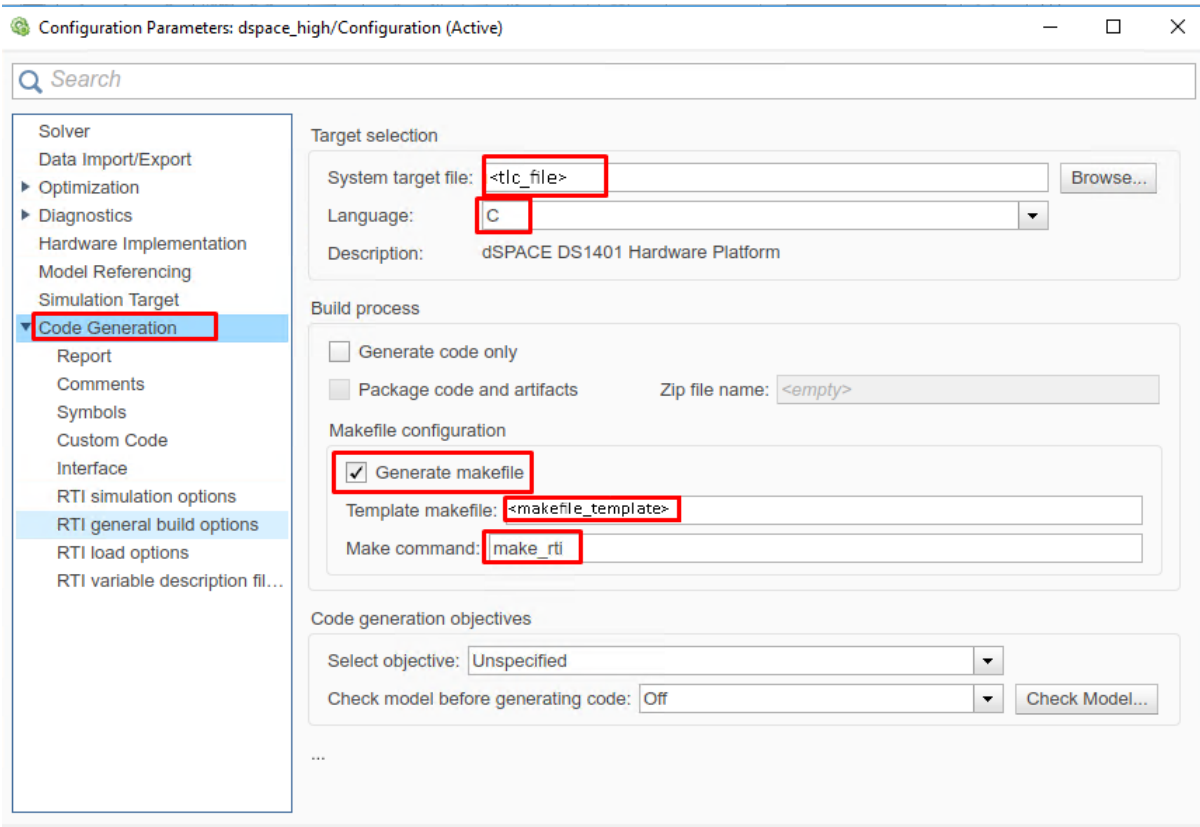 Configuration Parameters: dspace_high/Configuration (Active)
Search
Solver
Data Import/Export
Optimization
Diagnostics
Hardware Implementation
Model Referencing
Simulation Target
Code Generation
Report
Comments
Symbols
Custom Code
Interface
RTI simulation options
RTI general build options
RTI load options
RTI variable description fil...
Target selection
System target file: <tlc_file> Browse...
Language: C
Description: dSPACE DS1401 Hardware Platform
Build process
Generate code only
Package code and artifacts Zip file name: <empty>
Makefile configuration
Generate makefile
Template makefile: <makefile_template>
Make command: make_rti
Code generation objectives
Select objective: Unspecified
Check model before generating code: Off Check Model...
...